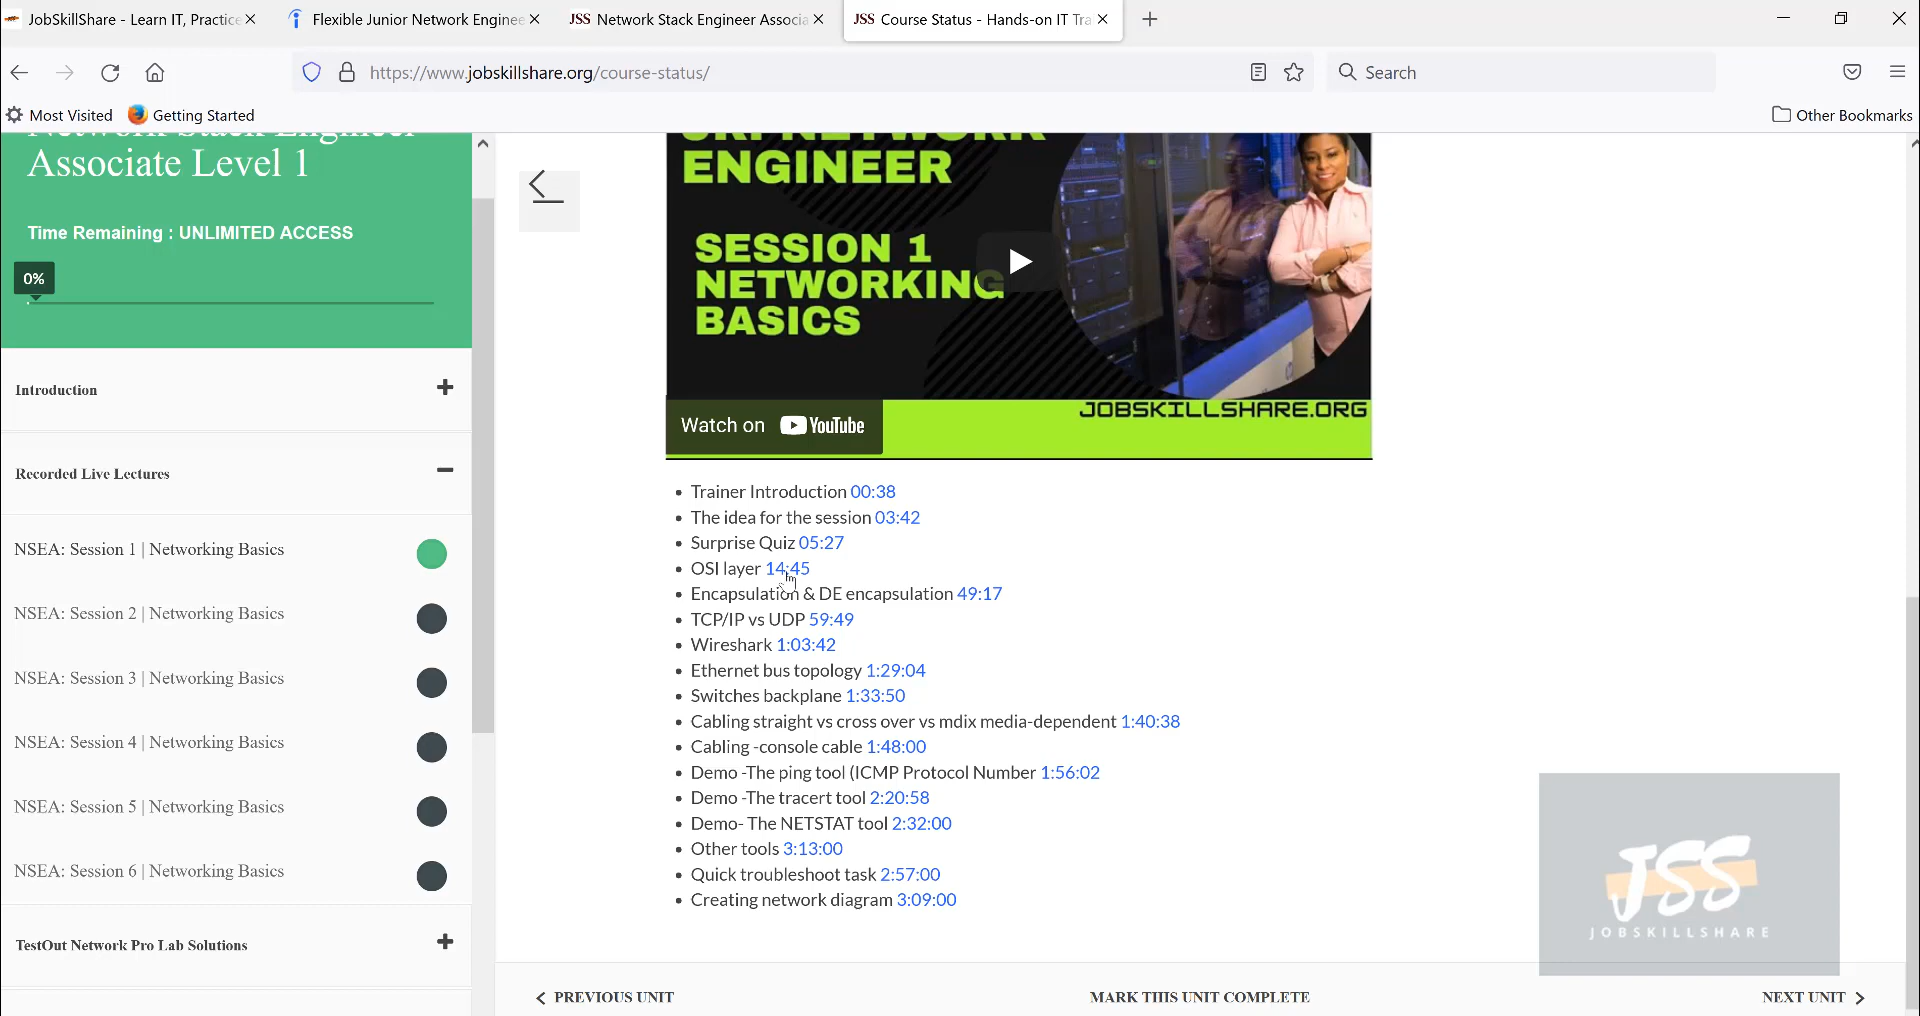 JobSkillShare - Learn IT, Practice
Flexible Junior Network Enginee
JSS Network Stack Engineer Associa
JSS Course Status - Hands-on IT Tra
https://www.jobskillshare.org/course-status/
Search
Most Visited
Getting Started
Other Bookmarks
Network Stack Engineer
Associate Level 1
Time Remaining : UNLIMITED ACCESS
0%
Introduction
Recorded Live Lectures
NSEA: Session 1 | Networking Basics
NSEA: Session 2 | Networking Basics
NSEA: Session 3 | Networking Basics
NSEA: Session 4 | Networking Basics
NSEA: Session 5 | Networking Basics
NSEA: Session 6 | Networking Basics
TestOut Network Pro Lab Solutions
NETWORK
ENGINEER
SESSION 1
NETWORKING
BASICS
Watch on YouTube
JOBSKILLSHARE.ORG
Trainer Introduction 00:38
The idea for the session 03:42
Surprise Quiz 05:27
OSI layer 14:45
Encapsulation & DE encapsulation 49:17
TCP/IP vs UDP 59:49
Wireshark 1:03:42
Ethernet bus topology 1:29:04
Switches backplane 1:33:50
Cabling straight vs cross over vs mdix media-dependent 1:40:38
Cabling -console cable 1:48:00
Demo -The ping tool (ICMP Protocol Number 1:56:02
Demo -The tracert tool 2:20:58
Demo- The NETSTAT tool 2:32:00
Other tools 3:13:00
Quick troubleshoot task 2:57:00
Creating network diagram 3:09:00
JSS
JOBSKILLSHARE
PREVIOUS UNIT
MARK THIS UNIT COMPLETE
NEXT UNIT